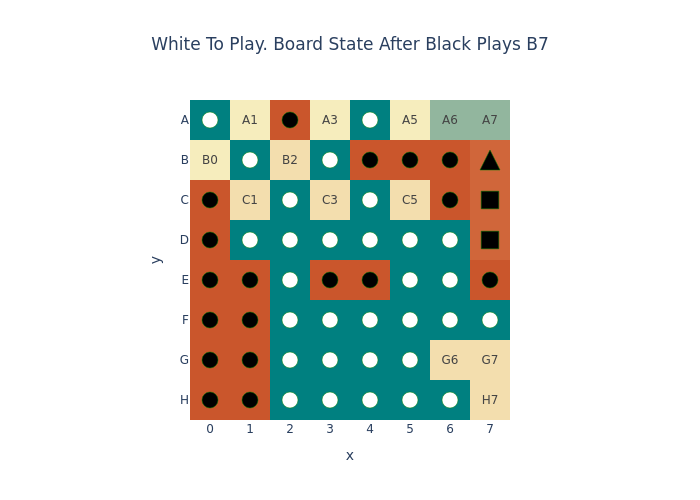 White To Play. Board State After Black Plays B7
A A1 A3 A5 A6 A7
B B0 B2
C C1 C3 C5
D
E
F
G G6 G7
H H7
0 1 2 3 4 5 6 7
x
y